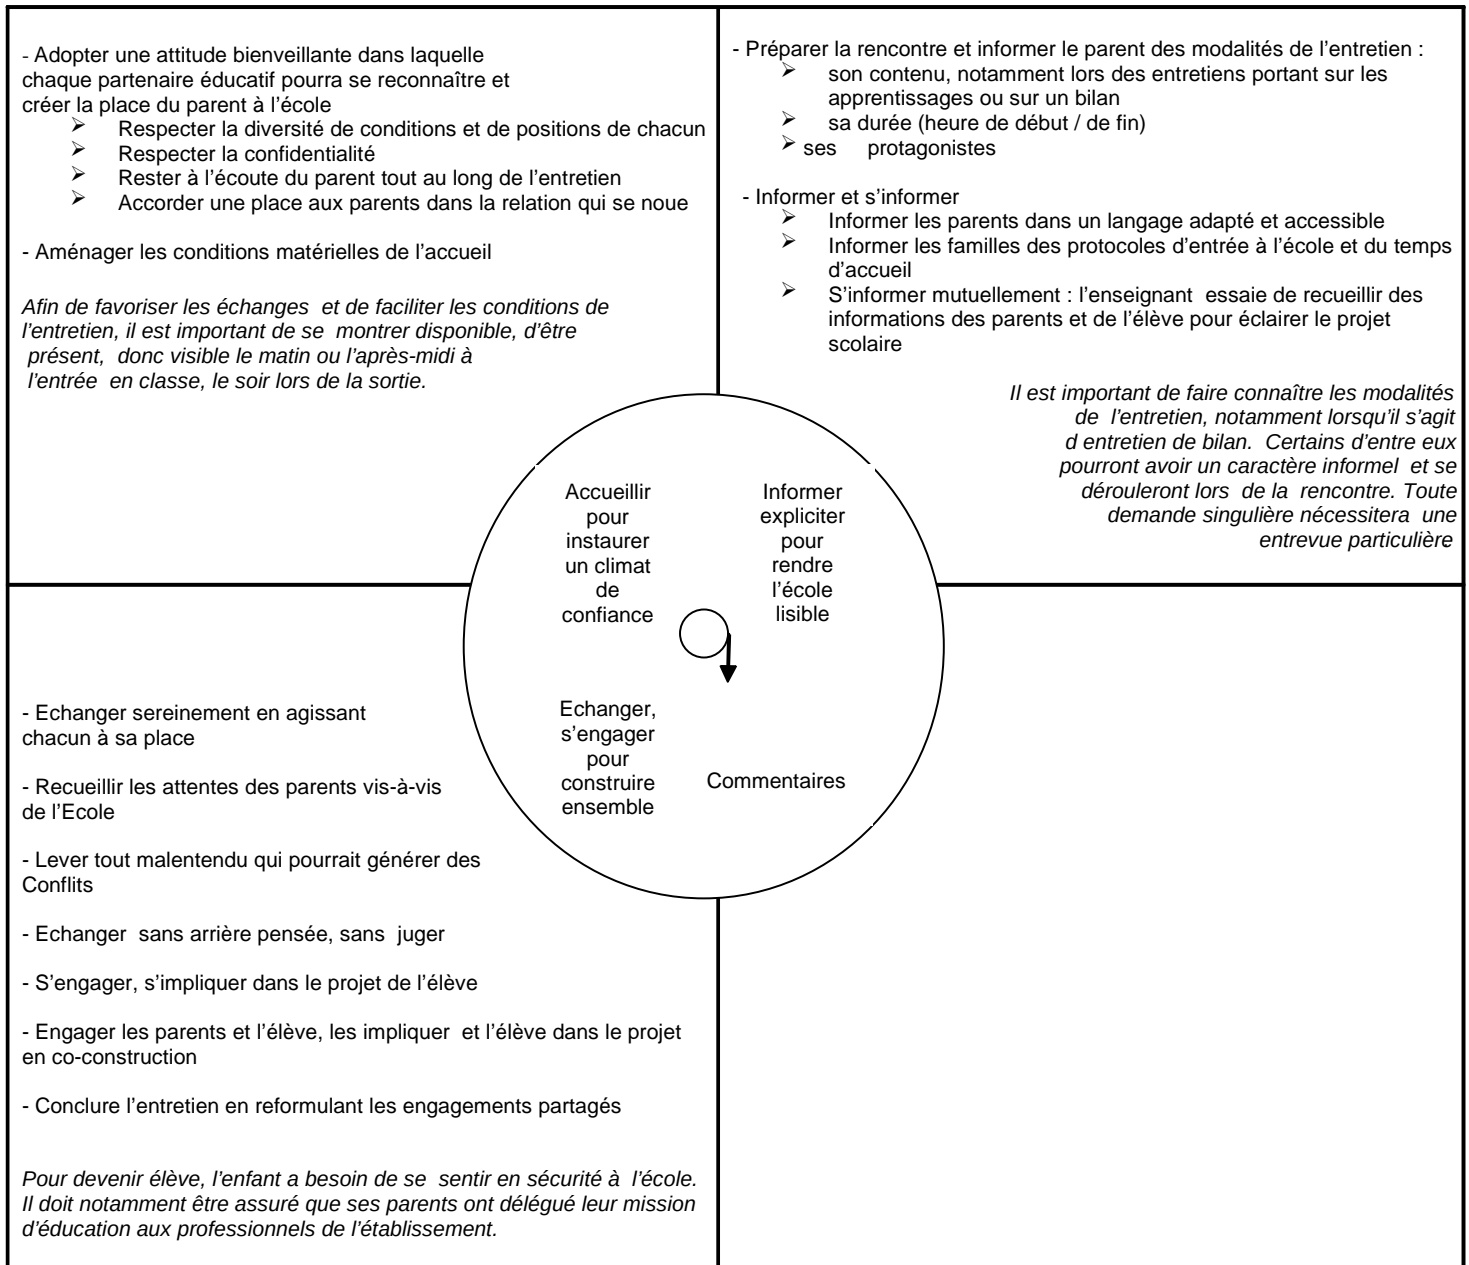 - Adopter une attitude bienveillante dans laquelle
chaque partenaire éducatif pourra se reconnaître et
créer la place du parent à l’école
➢ Respecter la diversité de conditions et de positions de chacun
➢ Respecter la confidentialité
➢ Rester à l’écoute du parent tout au long de l’entretien
➢ Accorder une place aux parents dans la relation qui se noue
- Aménager les conditions matérielles de l’accueil
Afin de favoriser les échanges et de faciliter les conditions de
l’entretien, il est important de se montrer disponible, d’être
présent, donc visible le matin ou l’après-midi à
l’entrée en classe, le soir lors de la sortie.
- Préparer la rencontre et informer le parent des modalités de l’entretien :
➢ son contenu, notamment lors des entretiens portant sur les
apprentissages ou sur un bilan
➢ sa durée (heure de début / de fin)
➢ ses protagonistes
- Informer et s’informer
➢ Informer les parents dans un langage adapté et accessible
➢ Informer les familles des protocoles d’entrée à l’école et du temps
d’accueil
➢ S’informer mutuellement : l’enseignant essaie de recueillir des
informations des parents et de l’élève pour éclairer le projet
scolaire
Il est important de faire connaître les modalités
de l’entretien, notamment lorsqu’il s’agit
d entretien de bilan. Certains d’entre eux
pourront avoir un caractère informel et se
dérouleront lors de la rencontre. Toute
demande singulière nécessitera une
entrevue particulière
Accueillir
pour
instaurer
un climat
de
confiance
Informer
expliciter
pour
rendre
l’école
lisible
Echanger,
s’engager
pour
construire
ensemble
Commentaires
- Echanger sereinement en agissant
chacun à sa place
- Recueillir les attentes des parents vis-à-vis
de l’Ecole
- Lever tout malentendu qui pourrait générer des
Conflits
- Echanger sans arrière pensée, sans juger
- S’engager, s’impliquer dans le projet de l’élève
- Engager les parents et l’élève, les impliquer et l’élève dans le projet
en co-construction
- Conclure l’entretien en reformulant les engagements partagés
Pour devenir élève, l’enfant a besoin de se sentir en sécurité à l’école.
Il doit notamment être assuré que ses parents ont délégué leur mission
d’éducation aux professionnels de l’établissement.